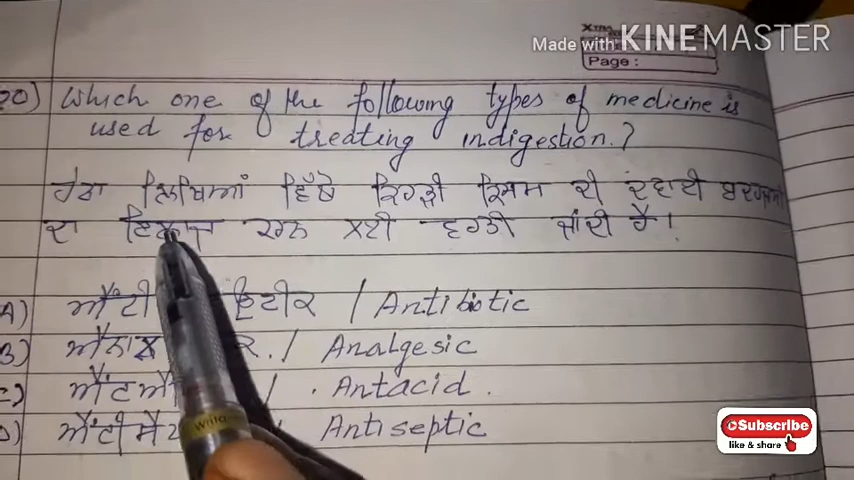 Made with KINEMASTER
Page :
20) Which one of the following types of medicine is
used for treating indigestion.?
ਹੇਠਾਂ ਲਿਖਿਆਂ ਵਿੱਚੋਂ ਕਿਹੜੀ ਕਿਸਮ ਦੀ ਦਵਾਈ ਬਦਹਜ਼ਮੀ
ਦਾ ਇਲਾਜ ਕਰਨ ਲਈ ਵਰਤੀ ਜਾਂਦੀ ਹੈ।
A) / Antibiotic
B) / Analgesic
C) / Antacid .
D) Antiseptic
Subscribe
like & share